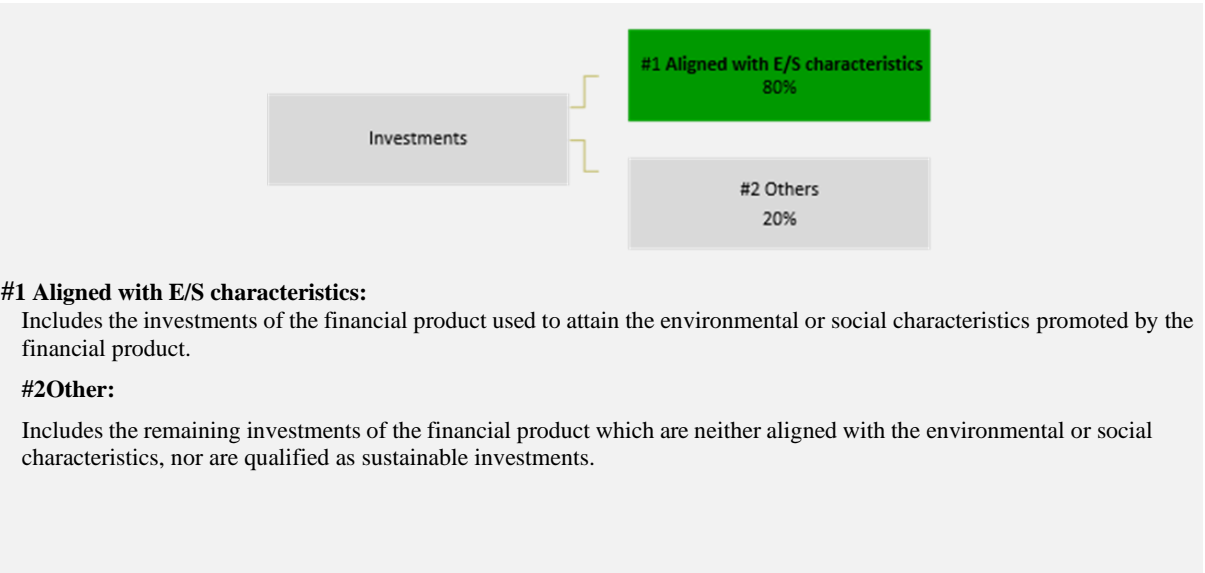 #1 Aligned with E/S characteristics
80%
Investments
#2 Others
20%
#1 Aligned with E/S characteristics:
Includes the investments of the financial product used to attain the environmental or social characteristics promoted by the
financial product.
#2Other:
Includes the remaining investments of the financial product which are neither aligned with the environmental or social
characteristics, nor are qualified as sustainable investments.